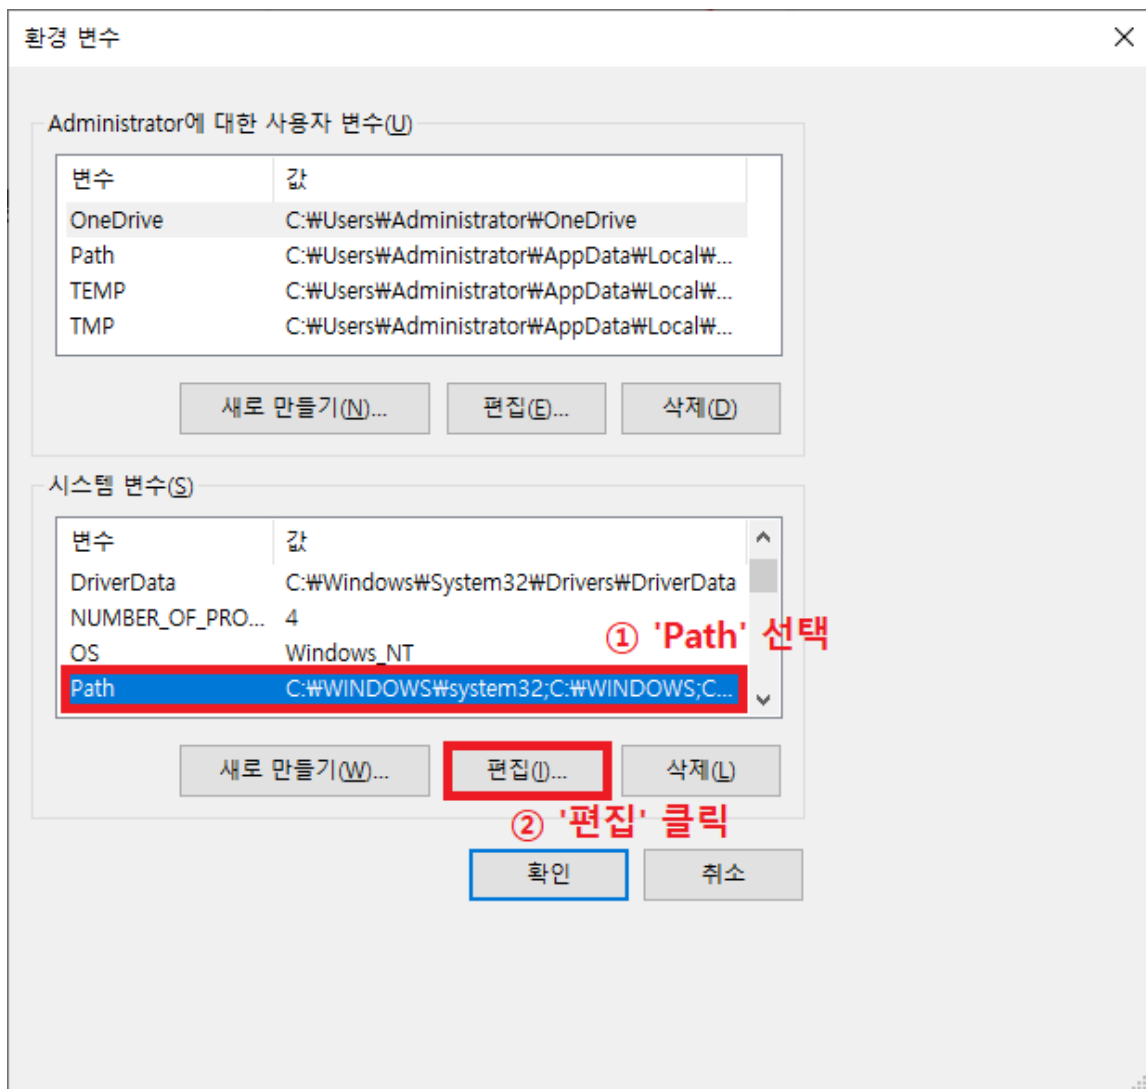 환경 변수
Administrator에 대한 사용자 변수(U)
변수 값
OneDrive C:₩Users₩Administrator₩OneDrive
Path C:₩Users₩Administrator₩AppData₩Local₩...
TEMP C:₩Users₩Administrator₩AppData₩Local₩...
TMP C:₩Users₩Administrator₩AppData₩Local₩...
새로 만들기(N)... 편집(E)... 삭제(D)
시스템 변수(S)
변수 값
DriverData C:₩Windows₩System32₩Drivers₩DriverData
NUMBER_OF_PRO... 4
① 'Path' 선택
OS Windows_NT
Path C:₩WINDOWS₩system32;C:₩WINDOWS;C...
새로 만들기(W)... 편집(I)... 삭제(L)
② '편집' 클릭
확인 취소